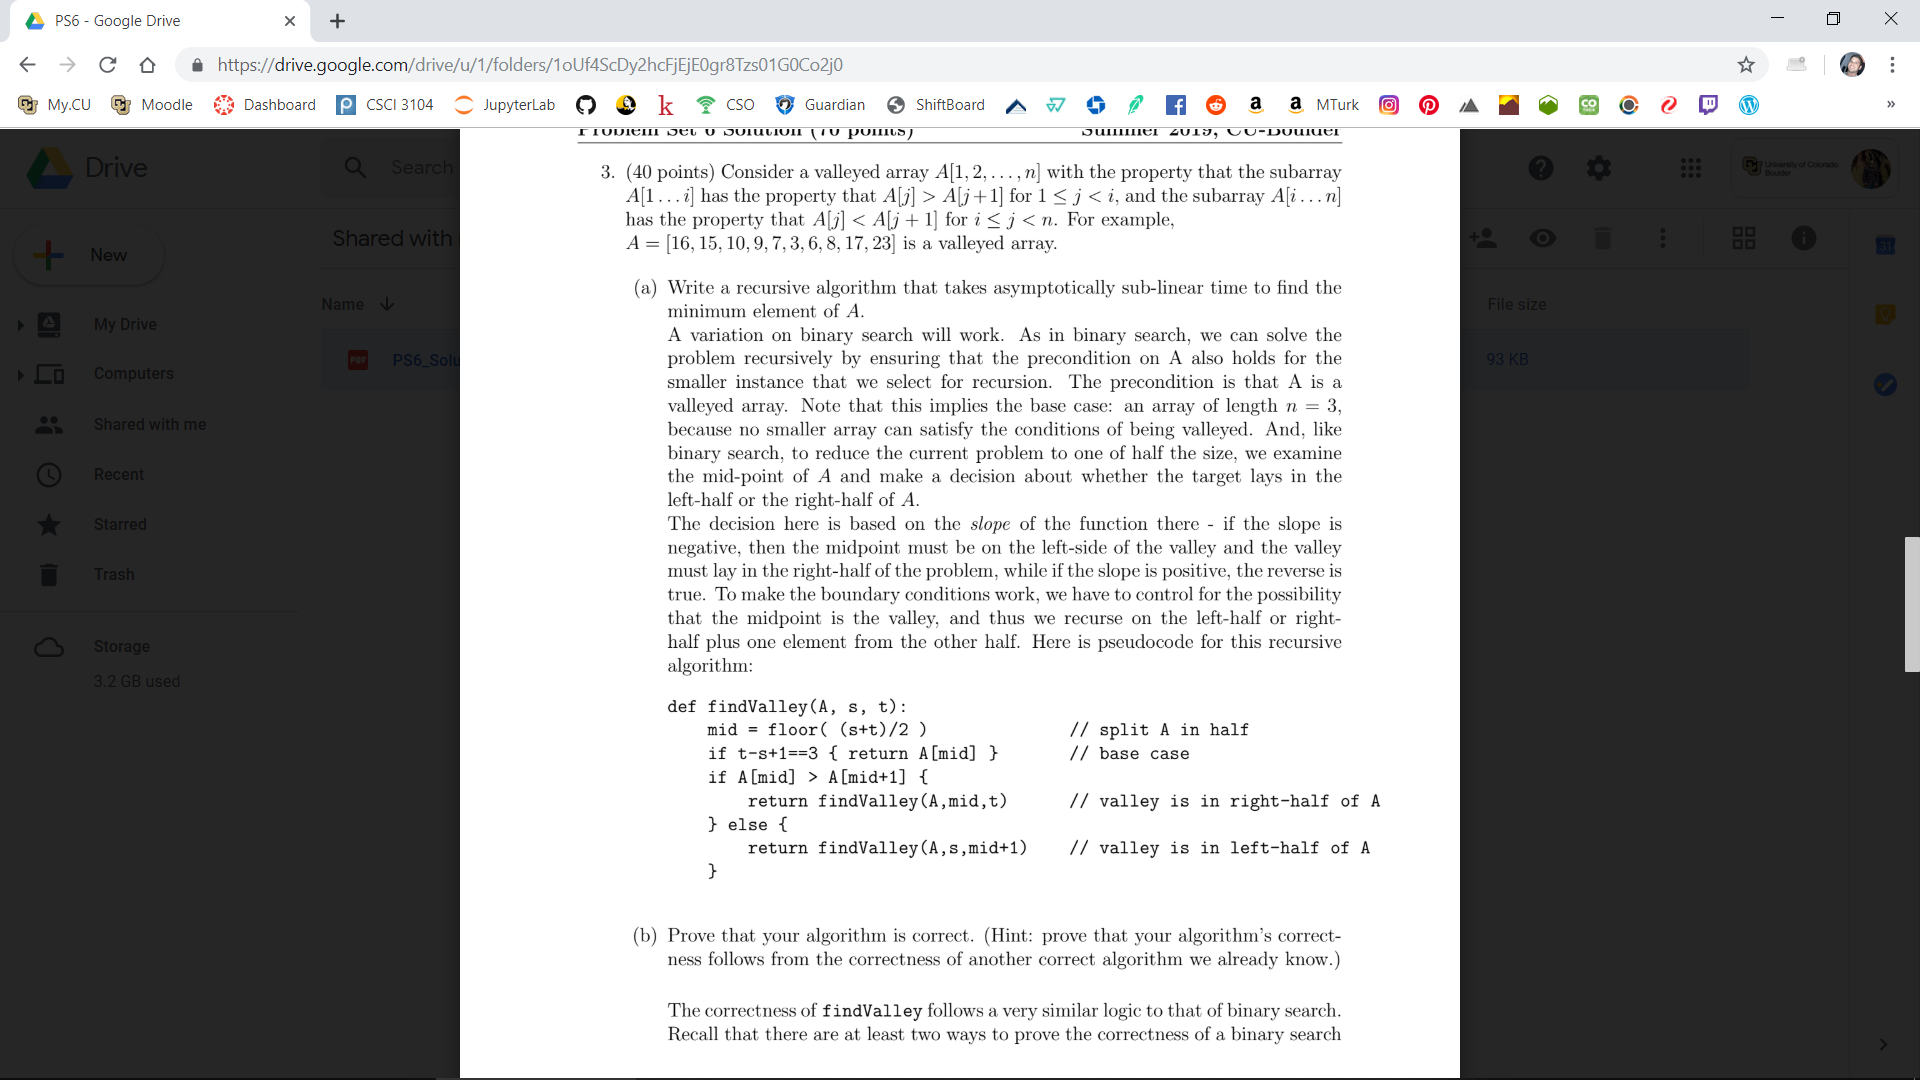 PS6 - Google Drive
https://drive.google.com/drive/u/1/folders/1oUf4ScDy2hcFjEjE0gr8Tzs01G0Co2j0
My.CU Moodle Dashboard CSCI 3104 JupyterLab CSO Guardian ShiftBoard MTurk »
Problem Set 6 Solution (70 points) Summer 2019, CU-Boulder
Drive
Search
University of Colorado
Boulder
New
Shared with
Name
File size
My Drive
PS6_Solu
93 KB
Computers
Shared with me
Recent
Starred
Trash
Storage
3.2 GB used
3. (40 points) Consider a valleyed array A[1, 2, . . . , n] with the property that the subarray
A[1 . . . i] has the property that A[j] > A[j+1] for 1 ≤ j < i, and the subarray A[i . . . n]
has the property that A[j] < A[j + 1] for i ≤ j < n. For example,
A = [16, 15, 10, 9, 7, 3, 6, 8, 17, 23] is a valleyed array.
(a) Write a recursive algorithm that takes asymptotically sub-linear time to find the
minimum element of A.
A variation on binary search will work. As in binary search, we can solve the
problem recursively by ensuring that the precondition on A also holds for the
smaller instance that we select for recursion. The precondition is that A is a
valleyed array. Note that this implies the base case: an array of length n = 3,
because no smaller array can satisfy the conditions of being valleyed. And, like
binary search, to reduce the current problem to one of half the size, we examine
the mid-point of A and make a decision about whether the target lays in the
left-half or the right-half of A.
The decision here is based on the slope of the function there - if the slope is
negative, then the midpoint must be on the left-side of the valley and the valley
must lay in the right-half of the problem, while if the slope is positive, the reverse is
true. To make the boundary conditions work, we have to control for the possibility
that the midpoint is the valley, and thus we recurse on the left-half or right-
half plus one element from the other half. Here is pseudocode for this recursive
algorithm:
def findValley(A, s, t):
mid = floor( (s+t)/2 ) // split A in half
if t-s+1==3 { return A[mid] } // base case
if A[mid] > A[mid+1] {
return findValley(A,mid,t) // valley is in right-half of A
} else {
return findValley(A,s,mid+1) // valley is in left-half of A
}
(b) Prove that your algorithm is correct. (Hint: prove that your algorithm's correct-
ness follows from the correctness of another correct algorithm we already know.)
The correctness of findValley follows a very similar logic to that of binary search.
Recall that there are at least two ways to prove the correctness of a binary search